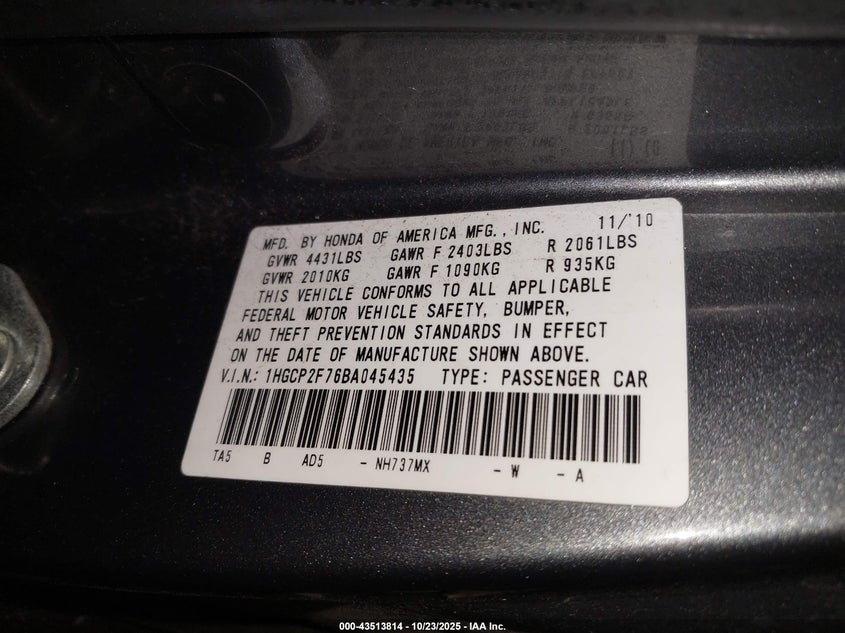 MFD. BY HONDA OF AMERICA MFG., INC. 11/'10
GVWR 4431LBS GAWR F 2403LBS R 2061LBS
GVWR 2010KG GAWR F 1090KG R 935KG
THIS VEHICLE CONFORMS TO ALL APPLICABLE
FEDERAL MOTOR VEHICLE SAFETY, BUMPER,
AND THEFT PREVENTION STANDARDS IN EFFECT
ON THE DATE OF MANUFACTURE SHOWN ABOVE.
V.I.N.: 1HGCP2F76BA045435 TYPE: PASSENGER CAR
TA5 B AD5 - NH737MX - W - A
000-43513814 - 10/23/2025 - IAA Inc.